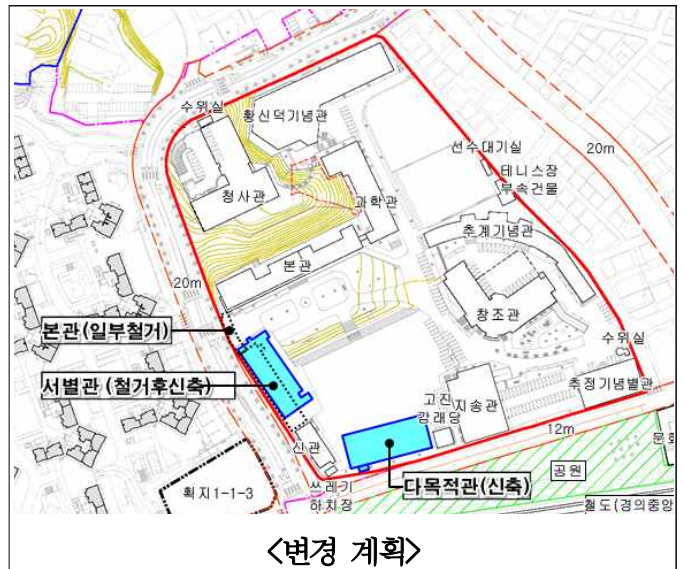 수위실
황신덕기념관
선수대기실
20m
테니스장
부속건물
청사관
과학관
추계기념관
본관
20m
창조관
본관(일부철거)
수위실
서별관 (철거후신축)
고진
감래당
지송관
추정기념별관
12m
신관
공원
획지1-1-3
쓰레기
하치장
다목적관(신축)
철도(경의중앙
<변경 계획>